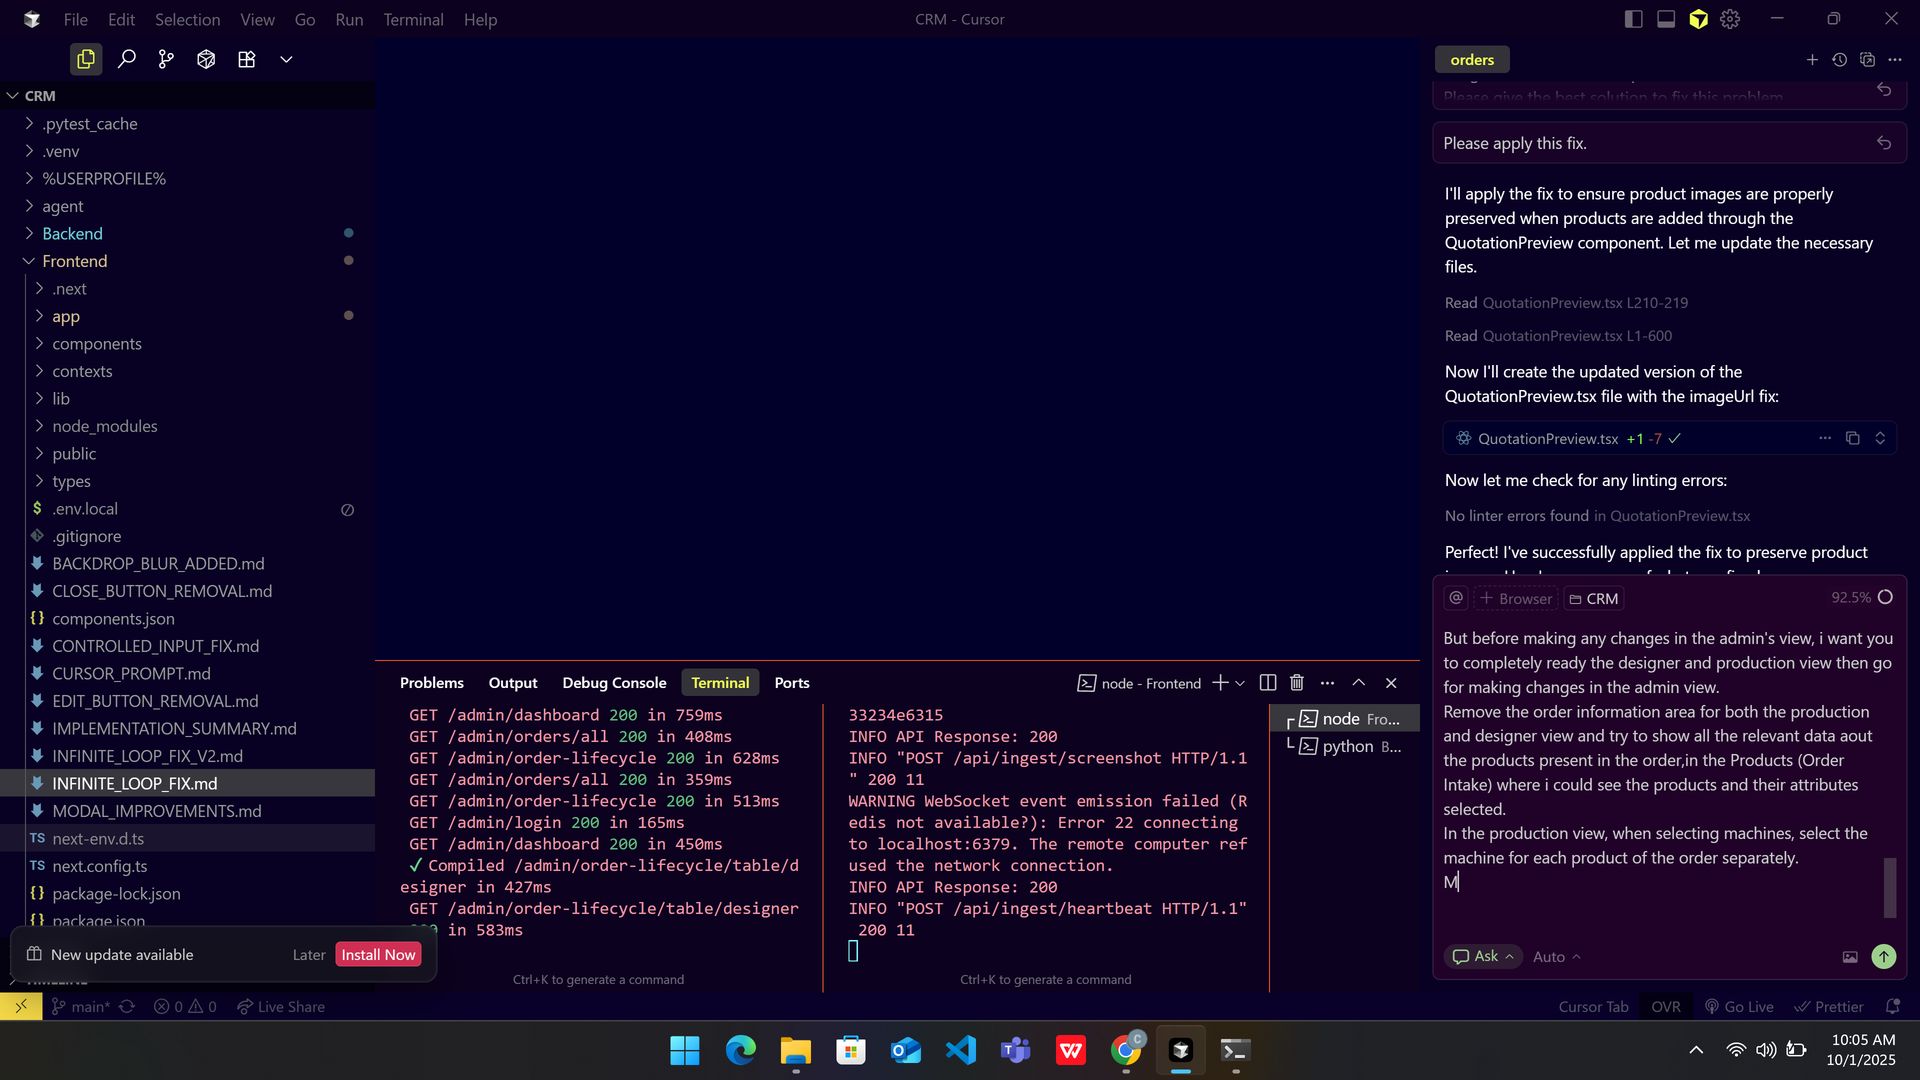 File Edit Selection View Go Run Terminal Help
CRM - Cursor
CRM
.pytest_cache
.venv
%USERPROFILE%
agent
Backend
Frontend
.next
app
components
contexts
lib
node_modules
public
types
$ .env.local
.gitignore
BACKDROP_BLUR_ADDED.md
CLOSE_BUTTON_REMOVAL.md
{} components.json
CONTROLLED_INPUT_FIX.md
CURSOR_PROMPT.md
EDIT_BUTTON_REMOVAL.md
IMPLEMENTATION_SUMMARY.md
INFINITE_LOOP_FIX_V2.md
INFINITE_LOOP_FIX.md
MODAL_IMPROVEMENTS.md
TS next-env.d.ts
TS next.config.ts
{} package-lock.json
{} package.json
New update available Later Install Now
TIMELINE
Problems Output Debug Console Terminal Ports
node - Frontend
GET /admin/dashboard 200 in 759ms
GET /admin/orders/all 200 in 408ms
GET /admin/order-lifecycle 200 in 628ms
GET /admin/orders/all 200 in 359ms
GET /admin/order-lifecycle 200 in 513ms
GET /admin/login 200 in 165ms
GET /admin/dashboard 200 in 450ms
✓ Compiled /admin/order-lifecycle/table/d
esigner in 427ms
GET /admin/order-lifecycle/table/designer
in 583ms
Ctrl+K to generate a command
33234e6315
INFO API Response: 200
INFO "POST /api/ingest/screenshot HTTP/1.1
" 200 11
WARNING WebSocket event emission failed (R
edis not available?): Error 22 connecting
to localhost:6379. The remote computer ref
used the network connection.
INFO API Response: 200
INFO "POST /api/ingest/heartbeat HTTP/1.1"
200 11
Ctrl+K to generate a command
node Fro...
python B...
orders
Please give the best solution to fix this problem
Please apply this fix.
I'll apply the fix to ensure product images are properly
preserved when products are added through the
QuotationPreview component. Let me update the necessary
files.
Read QuotationPreview.tsx L210-219
Read QuotationPreview.tsx L1-600
Now I'll create the updated version of the
QuotationPreview.tsx file with the imageUrl fix:
QuotationPreview.tsx +1 -7
Now let me check for any linting errors:
No linter errors found in QuotationPreview.tsx
Perfect! I've successfully applied the fix to preserve product
@ + Browser CRM 92.5%
But before making any changes in the admin's view, i want you
to completely ready the designer and production view then go
for making changes in the admin view.
Remove the order information area for both the production
and designer view and try to show all the relevant data aout
the products present in the order,in the Products (Order
Intake) where i could see the products and their attributes
selected.
In the production view, when selecting machines, select the
machine for each product of the order separately.
M
Ask Auto
main* 0 0 Live Share
Cursor Tab OVR Go Live Prettier
10:05 AM
10/1/2025